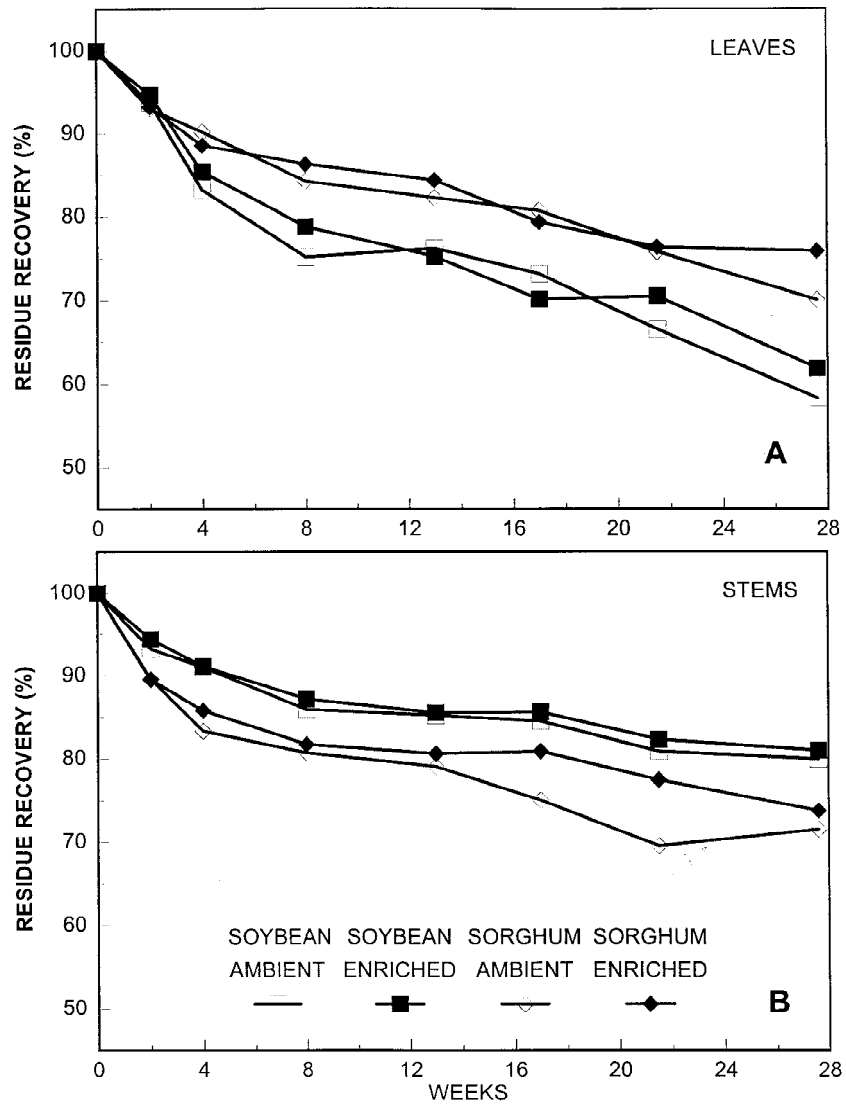 LEAVES
100
90
80
70
60
50
RESIDUE RECOVERY (%)
A
0 4 8 12 16 20 24 28
STEMS
100
90
80
70
60
50
RESIDUE RECOVERY (%)
SOYBEAN SOYBEAN SORGHUM SORGHUM
AMBIENT ENRICHED AMBIENT ENRICHED
B
0 4 8 12 16 20 24 28
WEEKS